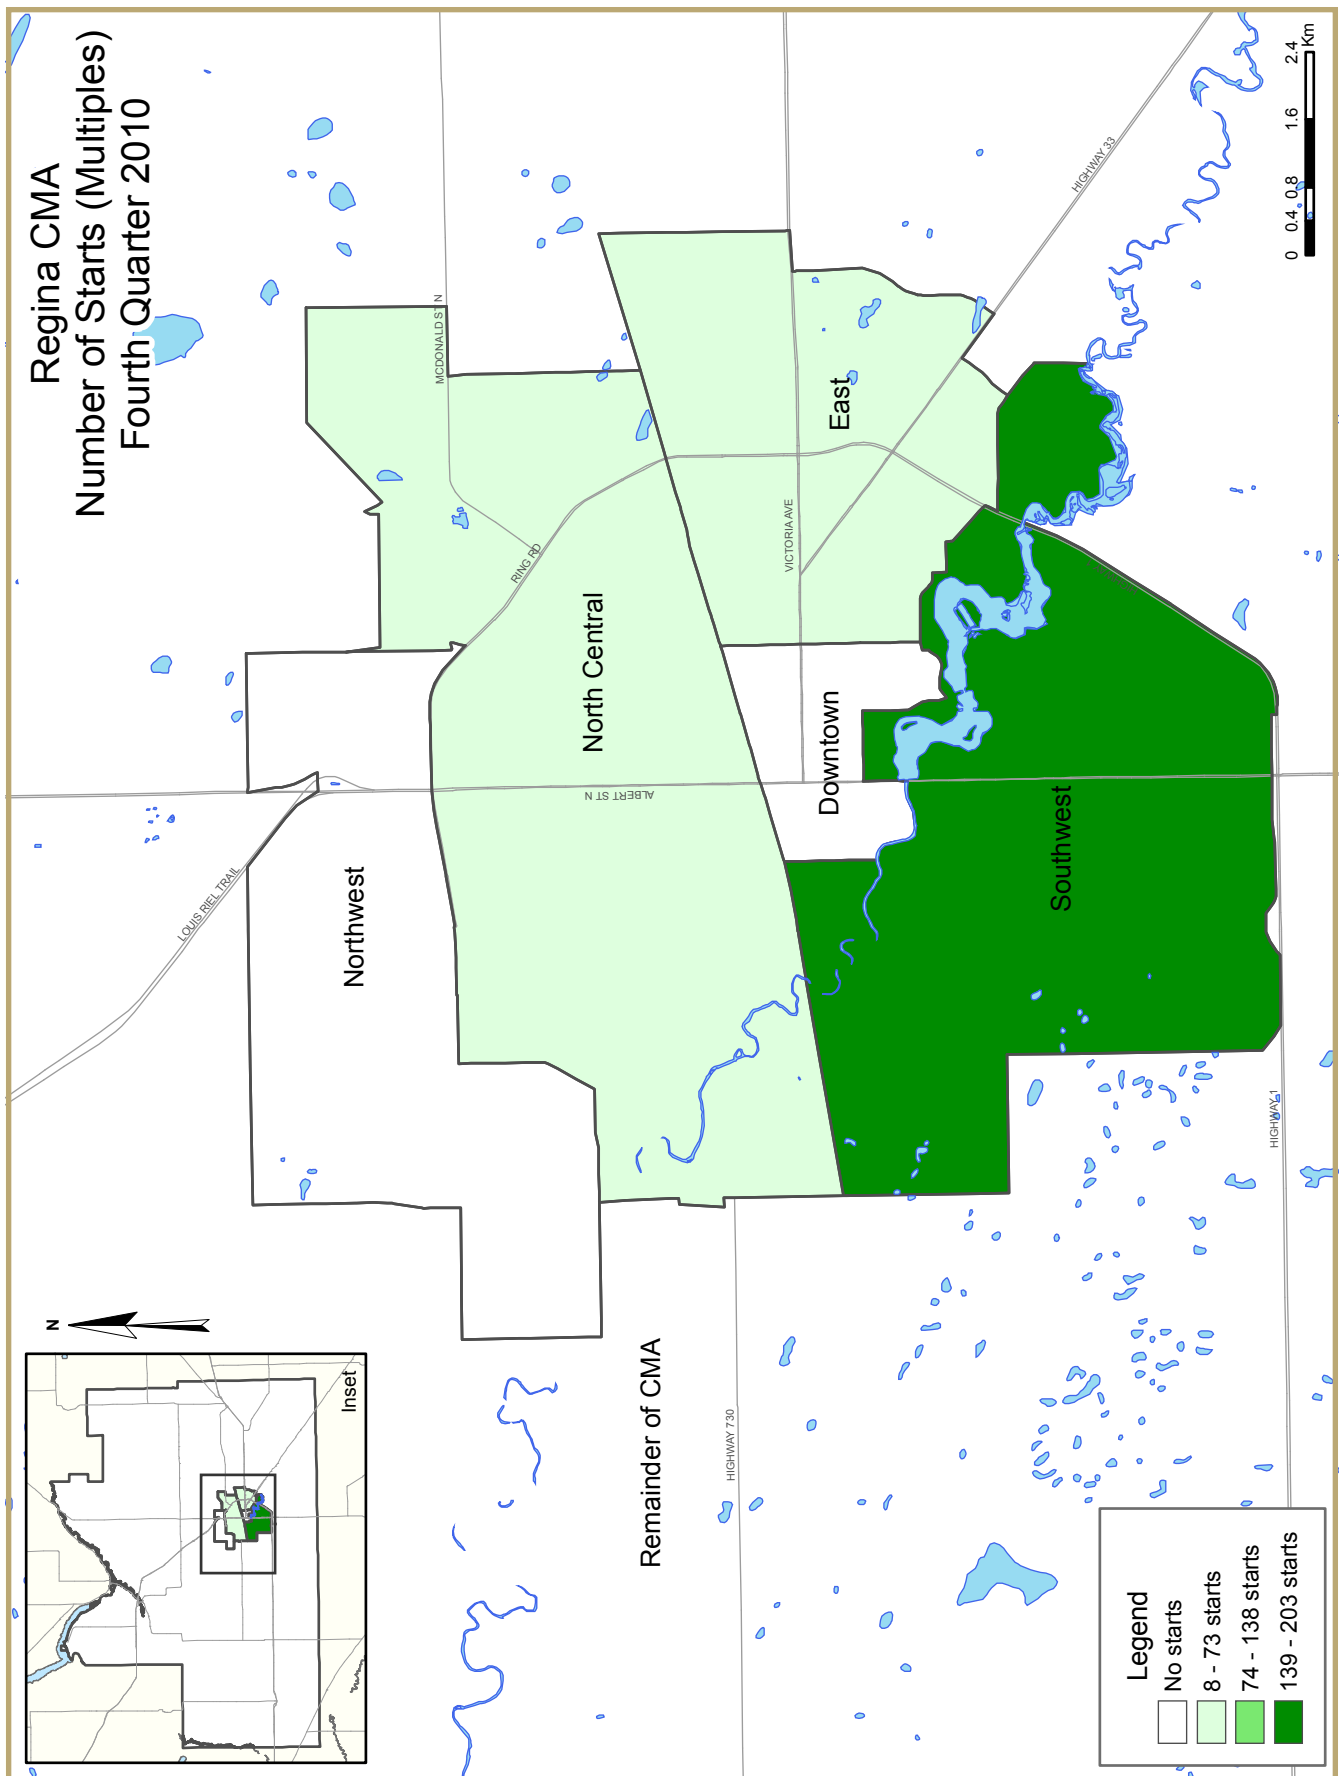 Regina CMA
Number of Starts (Multiples)
Fourth Quarter 2010
N
Inset
LOUIS RIEL TRAIL
MCDONALD ST N
Northwest
RING RD
North Central
ALBERT ST N
East
VICTORIA AVE
Downtown
HIGHWAY 33
Southwest
Remainder of CMA
HIGHWAY 730
HIGHWAY 1
Legend
No starts
8 - 73 starts
74 - 138 starts
139 - 203 starts
0 0.4 0.8 1.6 2.4
Km